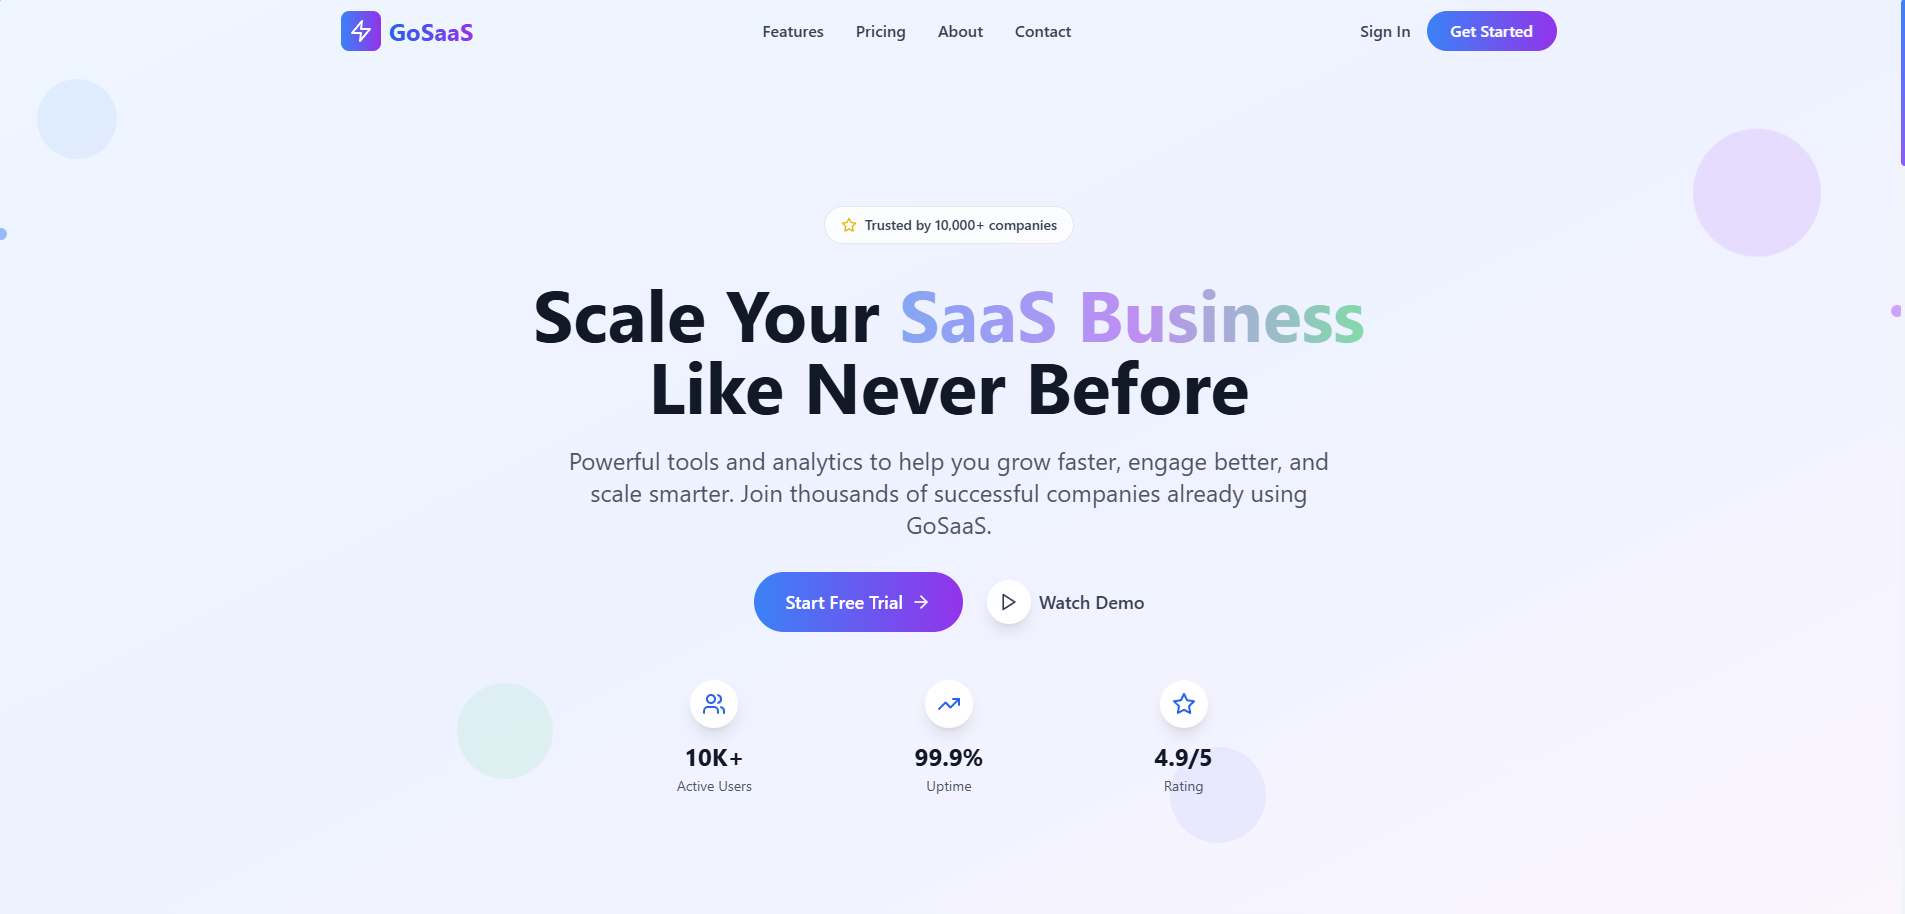 GoSaaS
Features
Pricing
About
Contact
Sign In
Get Started
Trusted by 10,000+ companies
Scale Your SaaS Business
Like Never Before
Powerful tools and analytics to help you grow faster, engage better, and
scale smarter. Join thousands of successful companies already using
GoSaaS.
Start Free Trial
Watch Demo
10K+
Active Users
99.9%
Uptime
4.9/5
Rating